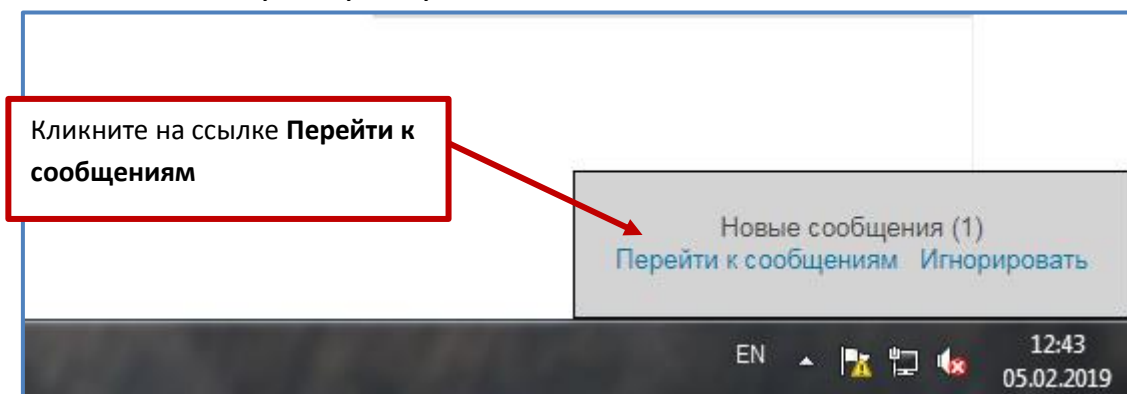 Кликните на ссылке Перейти к
сообщениям
Новые сообщения (1)
Перейти к сообщениям Игнорировать
EN
12:43
05.02.2019